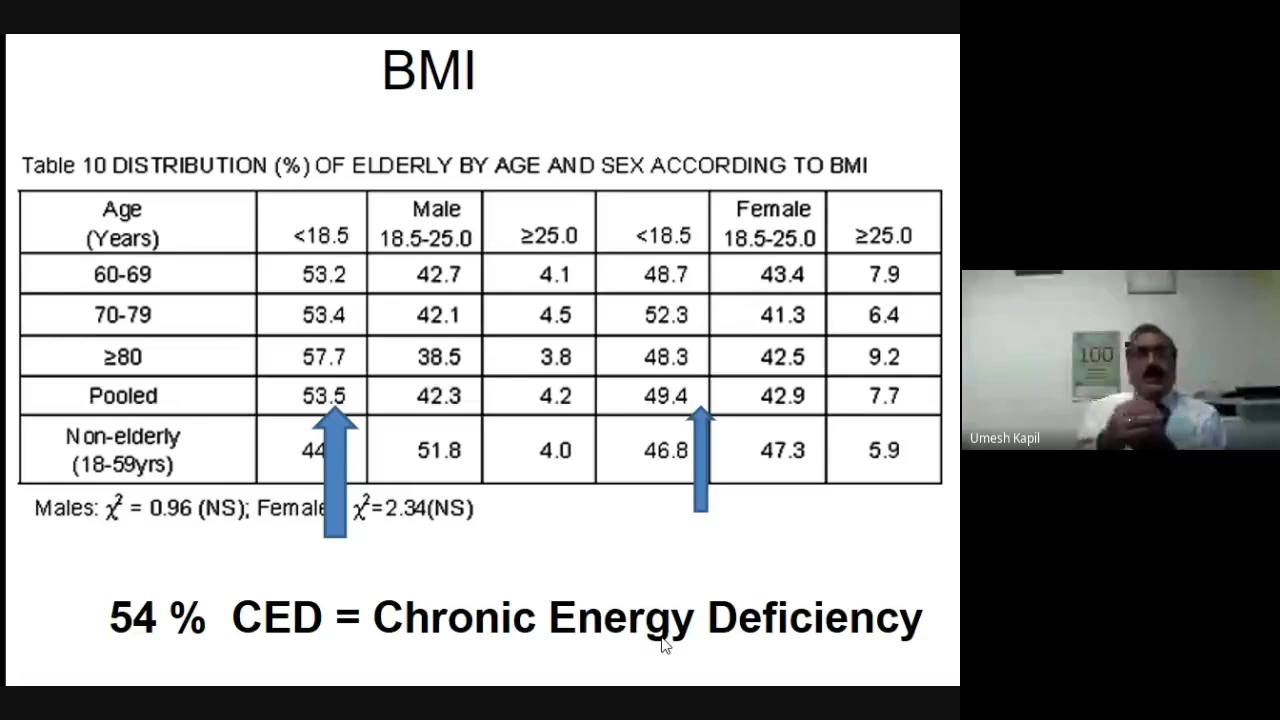 BMI
Table 10 DISTRIBUTION (%) OF ELDERLY BY AGE AND SEX ACCORDING TO BMI
Age (Years) Male Female
<18.5 18.5-25.0 ≥25.0 <18.5 18.5-25.0 ≥25.0
60-69 53.2 42.7 4.1 48.7 43.4 7.9
70-79 53.4 42.1 4.5 52.3 41.3 6.4
≥80 57.7 38.5 3.8 48.3 42.5 9.2
Pooled 53.5 42.3 4.2 49.4 42.9 7.7
Non-elderly (18-59yrs) 44 51.8 4.0 46.8 47.3 5.9
Males: χ² = 0.96 (NS); Female χ²=2.34(NS)
54 % CED = Chronic Energy Deficiency
100
Umesh Kapil